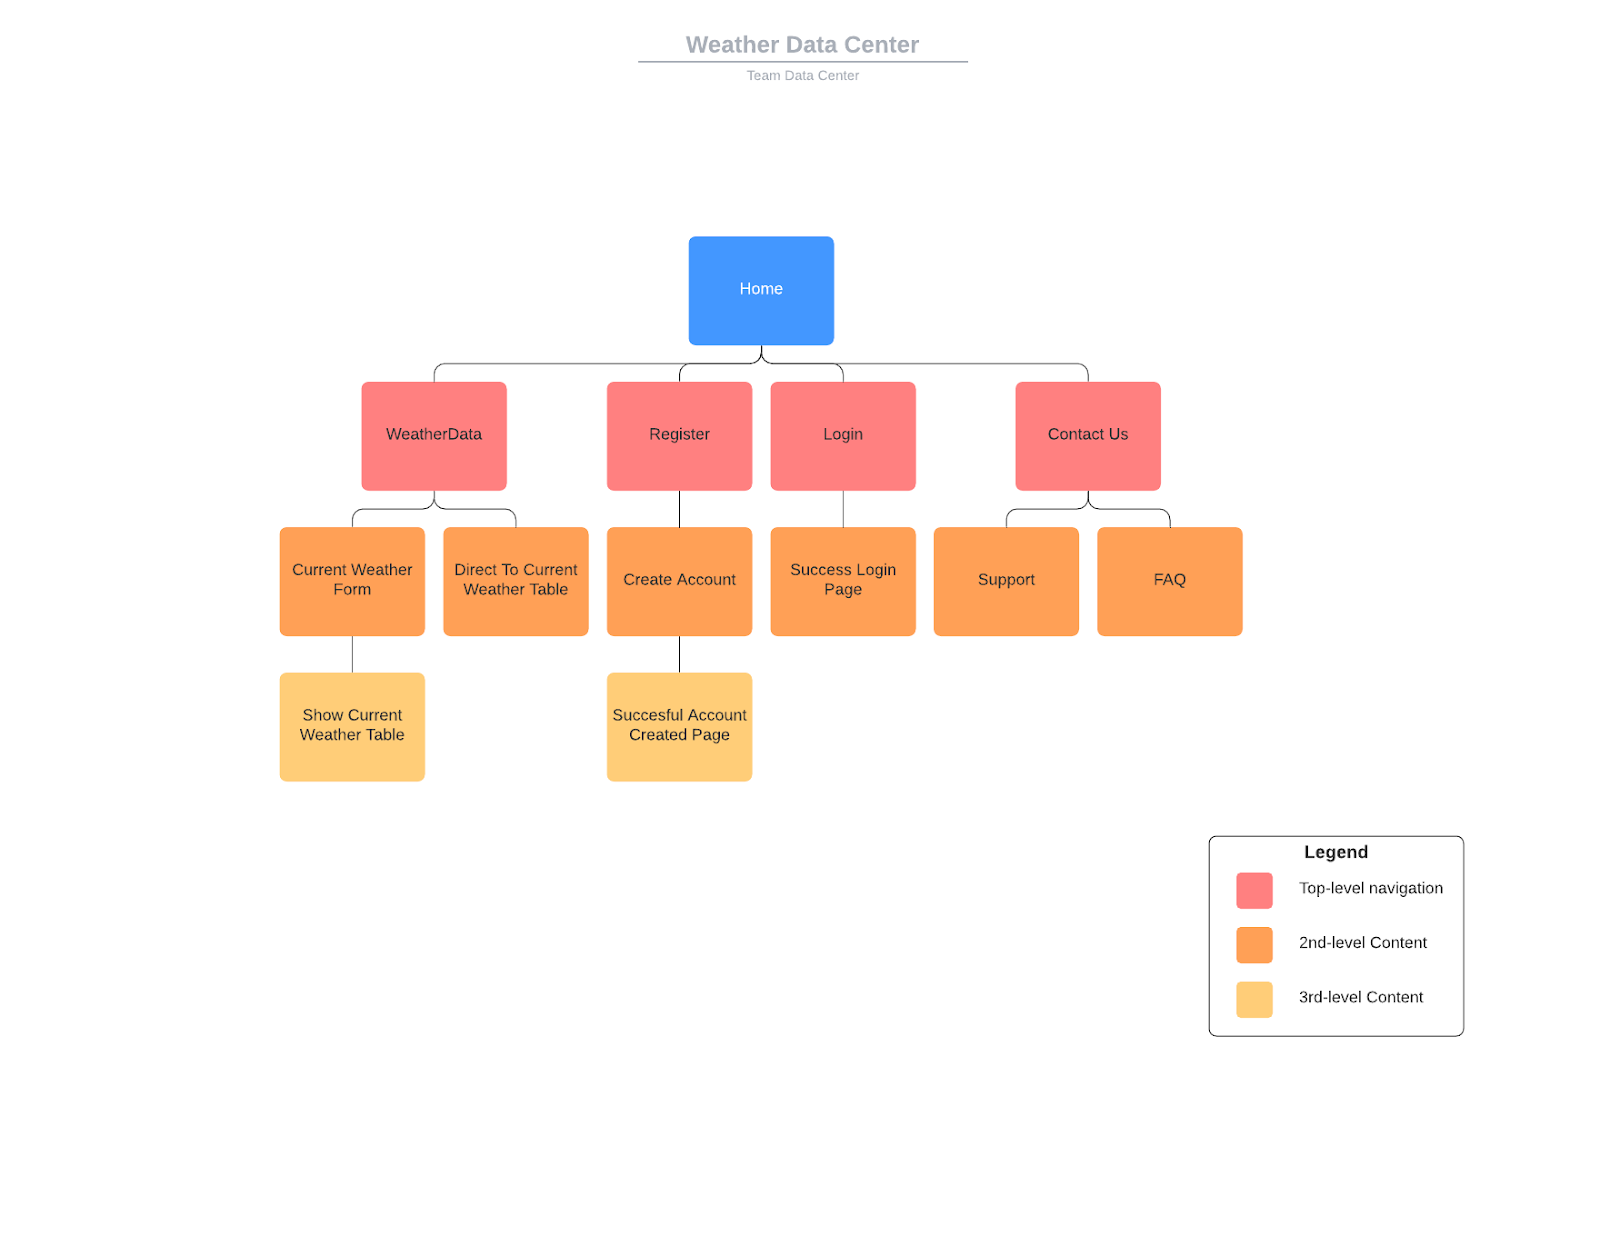 Weather Data Center
Team Data Center
Home
WeatherData
Register
Login
Contact Us
Current Weather
Form
Direct To Current
Weather Table
Create Account
Success Login
Page
Support
FAQ
Show Current
Weather Table
Succesful Account
Created Page
Legend
Top-level navigation
2nd-level Content
3rd-level Content